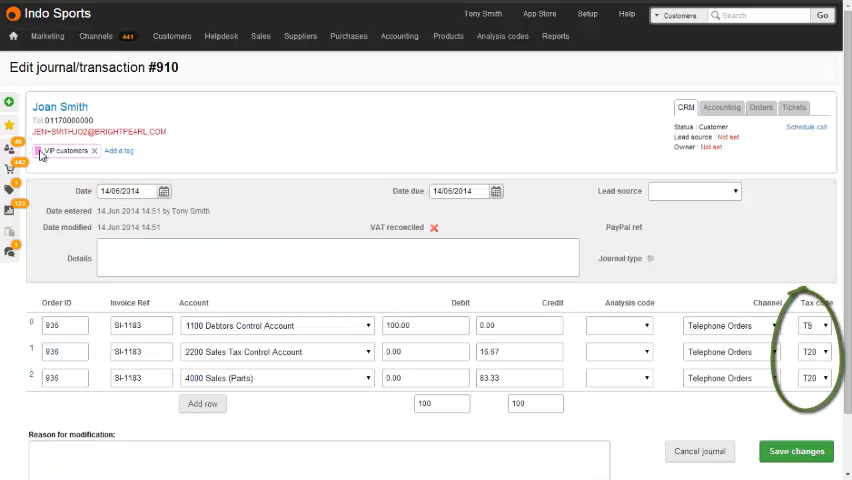 Indo Sports
Tony Smith App Store Setup Help Customers Search Go
Marketing Channels 441 Customers Helpdesk Sales Suppliers Purchases Accounting Products Analysis codes Reports
Edit journal/transaction #910
Joan Smith
Tel:01170000000
JEN+SMITHJO2@BRIGHTPEARL.COM
VIP customers Add a tag
CRM Accounting Orders Tickets
Status : Customer Schedule call
Lead source : Not set
Owner : Not set
442
123
1
Date 14/06/2014 Date due 14/06/2014 Lead source
Date entered 14 Jun 2014 14:51 by Tony Smith
Date modified 14 Jun 2014 14:51 VAT reconciled PayPal ref
Details Journal type
Order ID Invoice Ref Account Debit Credit Analysis code Channel Tax code
0 936 SI-1183 1100 Debtors Control Account 100.00 0.00 Telephone Orders T9
1 936 SI-1183 2200 Sales Tax Control Account 0.00 16.67 Telephone Orders T20
2 936 SI-1183 4000 Sales (Parts) 0.00 83.33 Telephone Orders T20
Add row 100 100
Reason for modification:
Cancel journal Save changes